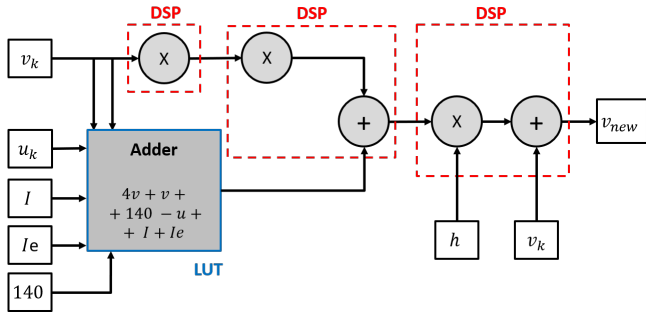 DSP
DSP
DSP
v_k
X
X
u_k
Adder
+
X
+
v_new
4v + v +
+ 140 − u +
+ I + Ie
I
Ie
h
v_k
LUT
140